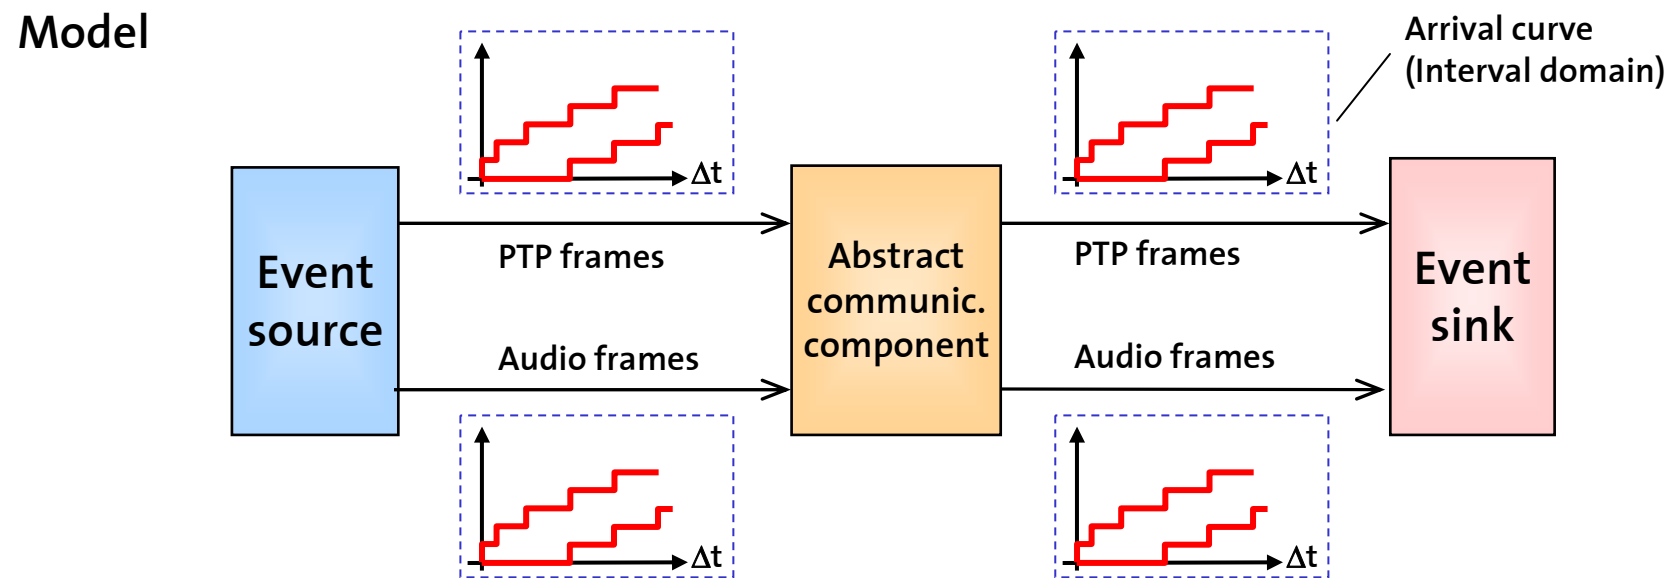 Model
Arrival curve
(Interval domain)
Δt
Δt
PTP frames
PTP frames
Event
source
Abstract
communic.
component
Event
sink
Audio frames
Audio frames
Δt
Δt